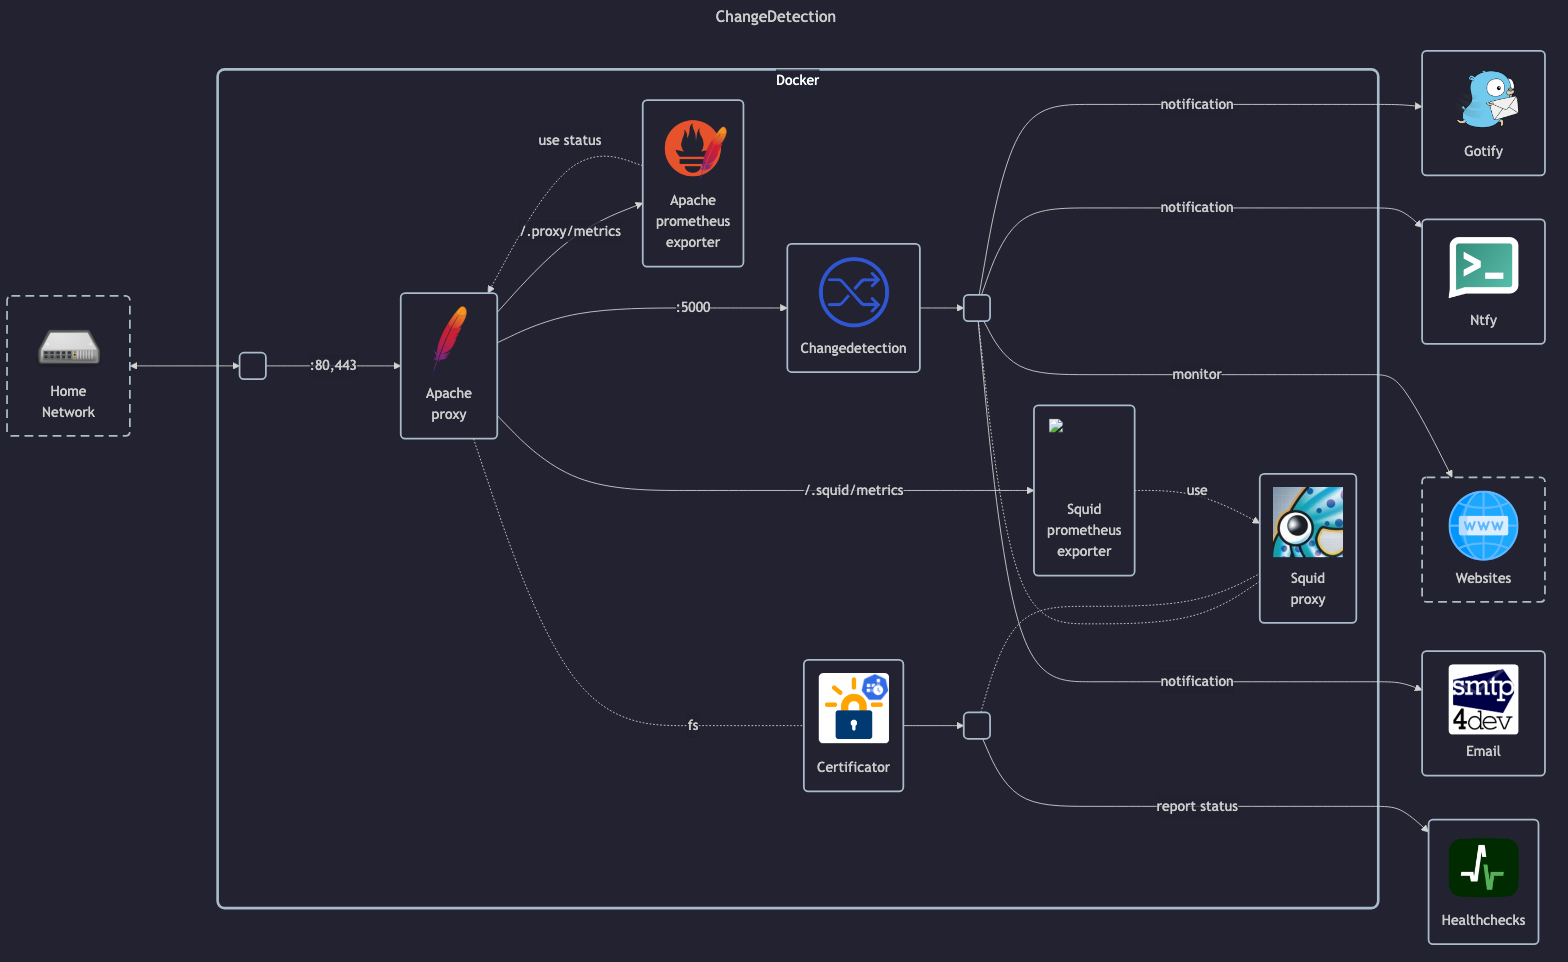 ChangeDetection
Docker
notification
Gotify
use status
Apache
prometheus
exporter
/.proxy/metrics
notification
>_
Ntfy
:5000
Changedetection
Home
Network
:80,443
Apache
proxy
monitor
/.squid/metrics
Squid
prometheus
exporter
use
Squid
proxy
WWW
Websites
fs
Certificator
notification
smtp
4dev
Email
report status
Healthchecks